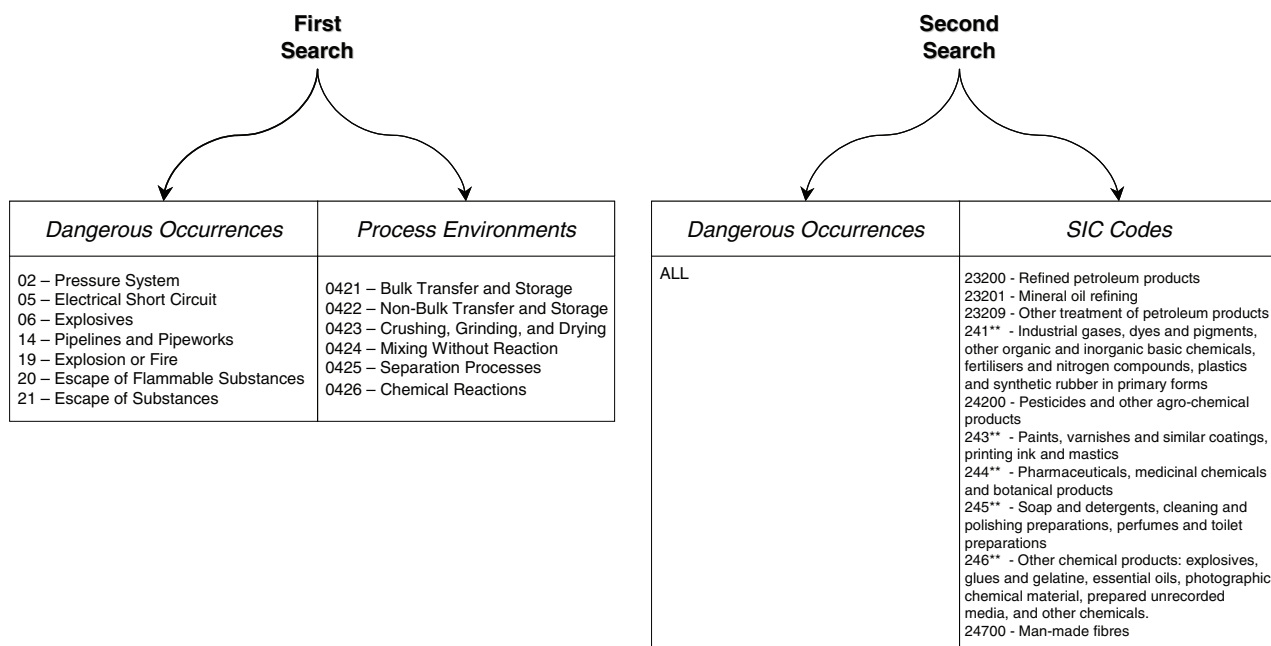 First
Search
Dangerous Occurrences
Process Environments
02 – Pressure System
05 – Electrical Short Circuit
06 – Explosives
14 – Pipelines and Pipeworks
19 – Explosion or Fire
20 – Escape of Flammable Substances
21 – Escape of Substances
0421 – Bulk Transfer and Storage
0422 – Non-Bulk Transfer and Storage
0423 – Crushing, Grinding, and Drying
0424 – Mixing Without Reaction
0425 – Separation Processes
0426 – Chemical Reactions
Second
Search
Dangerous Occurrences
SIC Codes
ALL
23200 - Refined petroleum products
23201 - Mineral oil refining
23209 - Other treatment of petroleum products
241** - Industrial gases, dyes and pigments,
other organic and inorganic basic chemicals,
fertilisers and nitrogen compounds, plastics
and synthetic rubber in primary forms
24200 - Pesticides and other agro-chemical
products
243** - Paints, varnishes and similar coatings,
printing ink and mastics
244** - Pharmaceuticals, medicinal chemicals
and botanical products
245** - Soap and detergents, cleaning and
polishing preparations, perfumes and toilet
preparations
246** - Other chemical products: explosives,
glues and gelatine, essential oils, photographic
chemical material, prepared unrecorded
media, and other chemicals.
24700 - Man-made fibres